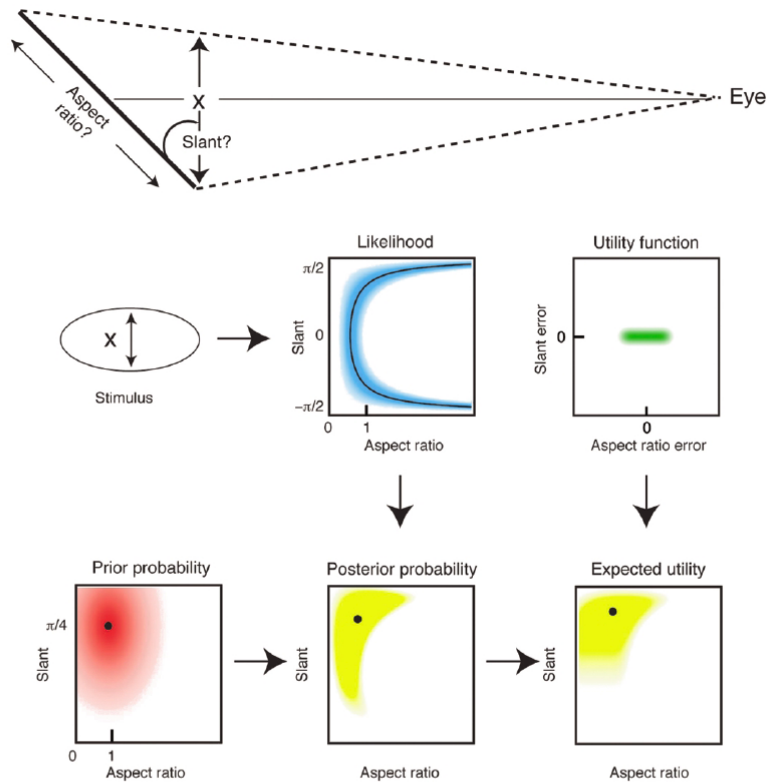 Eye
Aspect
ratio?
X
Slant?
Likelihood
Utility function
π/2
Slant
0
−π/2
0
1
Aspect ratio
Slant error
0
0
Aspect ratio error
X
Stimulus
Prior probability
Posterior probability
Expected utility
π/4
Slant
0
1
Aspect ratio
Slant
Aspect ratio
Slant
Aspect ratio